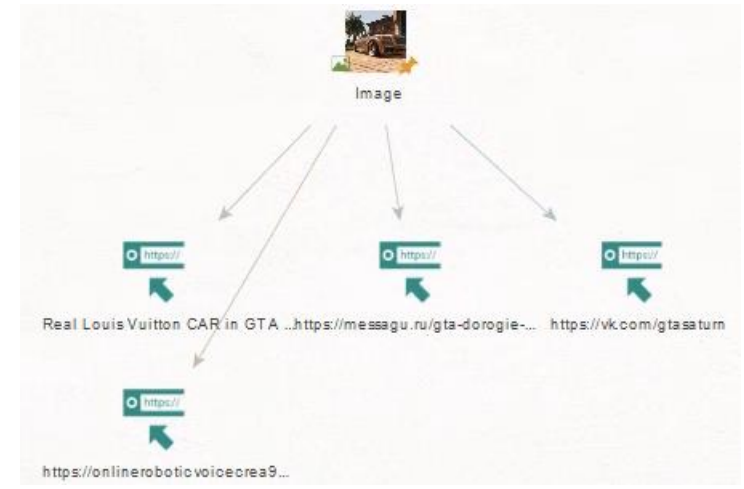 Image
https://
https://
https://
Real Louis Vuitton CAR in GTA ...
https://messagu.ru/gta-dorogie-...
https://vk.com/gtasaturn
https://
https://onlineroboticvoicecrea9...